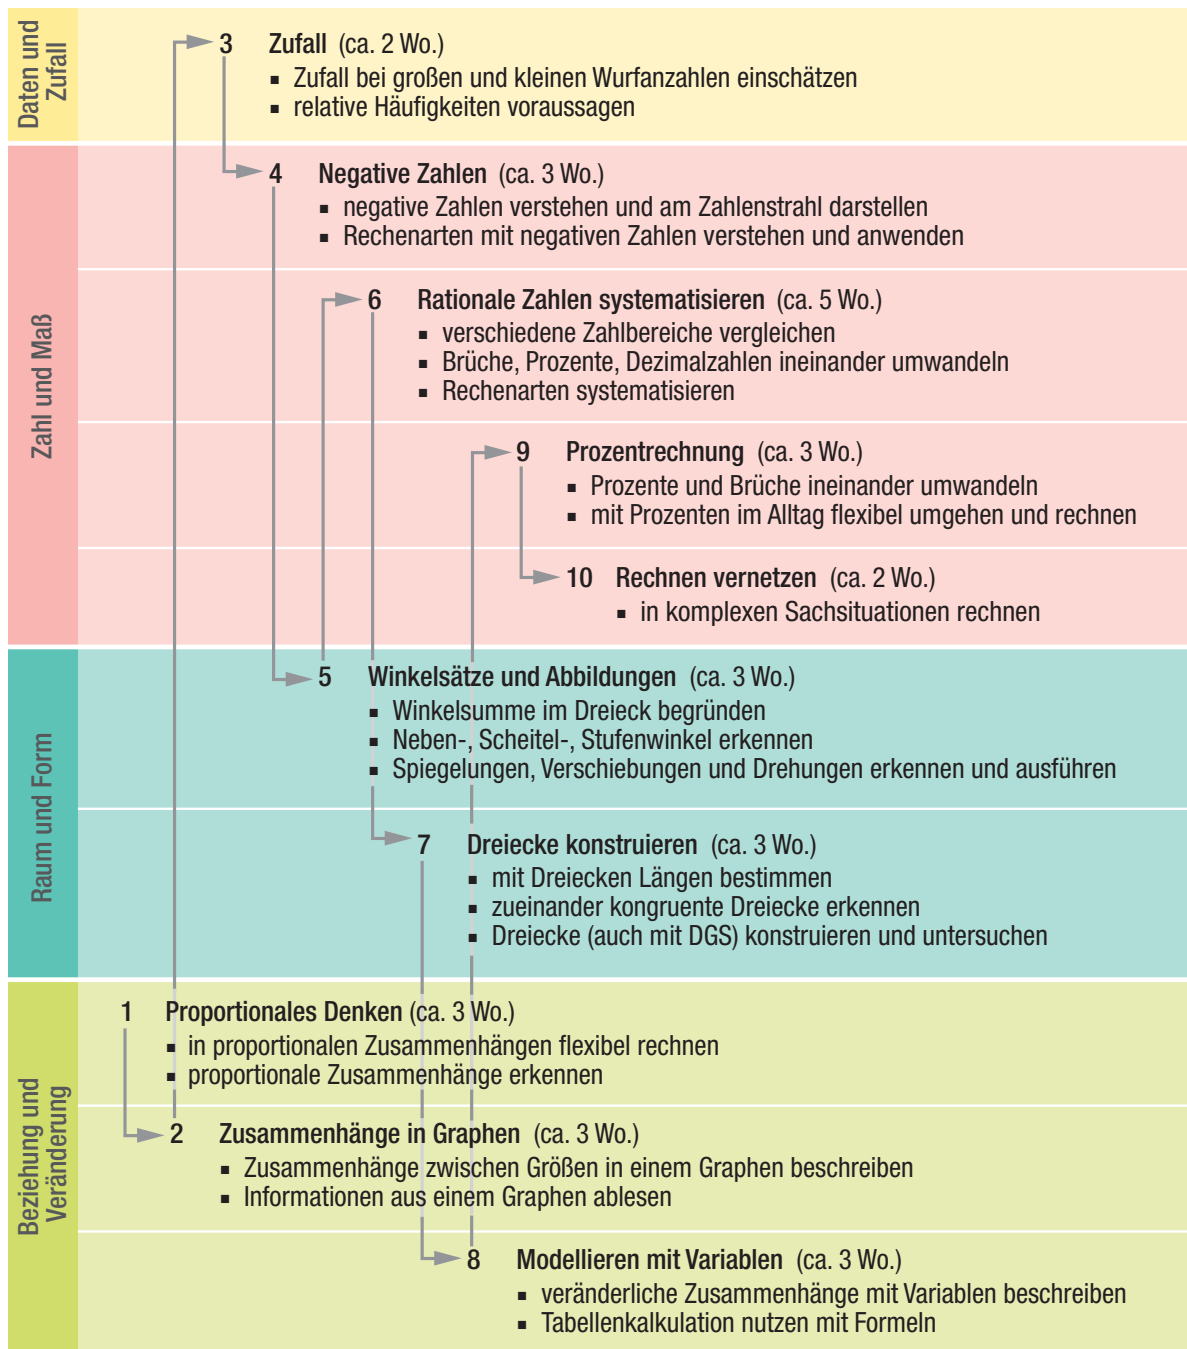 Daten und
Zufall
3 Zufall (ca. 2 Wo.)
▪ Zufall bei großen und kleinen Wurfanzahlen einschätzen
▪ relative Häufigkeiten voraussagen
Zahl und Maß
4 Negative Zahlen (ca. 3 Wo.)
▪ negative Zahlen verstehen und am Zahlenstrahl darstellen
▪ Rechenarten mit negativen Zahlen verstehen und anwenden
6 Rationale Zahlen systematisieren (ca. 5 Wo.)
▪ verschiedene Zahlbereiche vergleichen
▪ Brüche, Prozente, Dezimalzahlen ineinander umwandeln
▪ Rechenarten systematisieren
9 Prozentrechnung (ca. 3 Wo.)
▪ Prozente und Brüche ineinander umwandeln
▪ mit Prozenten im Alltag flexibel umgehen und rechnen
10 Rechnen vernetzen (ca. 2 Wo.)
▪ in komplexen Sachsituationen rechnen
Raum und Form
5 Winkelsätze und Abbildungen (ca. 3 Wo.)
▪ Winkelsumme im Dreieck begründen
▪ Neben-, Scheitel-, Stufenwinkel erkennen
▪ Spiegelungen, Verschiebungen und Drehungen erkennen und ausführen
7 Dreiecke konstruieren (ca. 3 Wo.)
▪ mit Dreiecken Längen bestimmen
▪ zueinander kongruente Dreiecke erkennen
▪ Dreiecke (auch mit DGS) konstruieren und untersuchen
Beziehung und
Veränderung
1 Proportionales Denken (ca. 3 Wo.)
▪ in proportionalen Zusammenhängen flexibel rechnen
▪ proportionale Zusammenhänge erkennen
2 Zusammenhänge in Graphen (ca. 3 Wo.)
▪ Zusammenhänge zwischen Größen in einem Graphen beschreiben
▪ Informationen aus einem Graphen ablesen
8 Modellieren mit Variablen (ca. 3 Wo.)
▪ veränderliche Zusammenhänge mit Variablen beschreiben
▪ Tabellenkalkulation nutzen mit Formeln